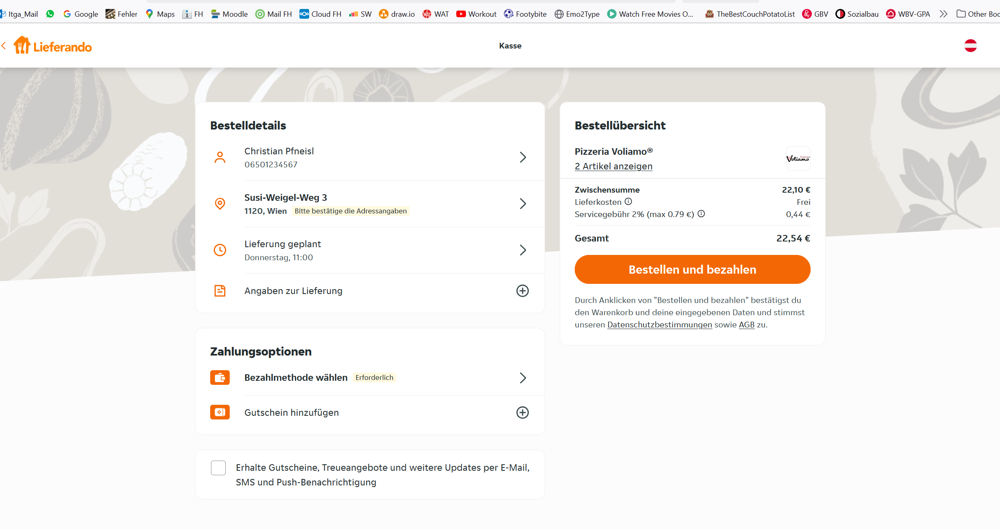 Itga_Mail Google Fehler Maps FH Moodle Mail FH Cloud FH SW draw.io WAT Workout Footybite Emo2Type Watch Free Movies O... TheBestCouchPotatoList GBV Sozialbau WBV-GPA Other Boo
Lieferando
Kasse
Bestelldetails
Christian Pfneisl
06501234567
Susi-Weigel-Weg 3
1120, Wien Bitte bestätige die Adressangaben
Lieferung geplant
Donnerstag, 11:00
Angaben zur Lieferung
Zahlungsoptionen
Bezahlmethode wählen Erforderlich
Gutschein hinzufügen
Erhalte Gutscheine, Treueangebote und weitere Updates per E-Mail,
SMS und Push-Benachrichtigung
Bestellübersicht
Pizzeria Voliamo®
2 Artikel anzeigen
Pizzeria
Voliamo
Zwischensumme 22,10 €
Lieferkosten Frei
Servicegebühr 2% (max 0.79 €) 0,44 €
Gesamt 22,54 €
Bestellen und bezahlen
Durch Anklicken von "Bestellen und bezahlen" bestätigst du
den Warenkorb und deine eingegebenen Daten und stimmst
unseren Datenschutzbestimmungen sowie AGB zu.